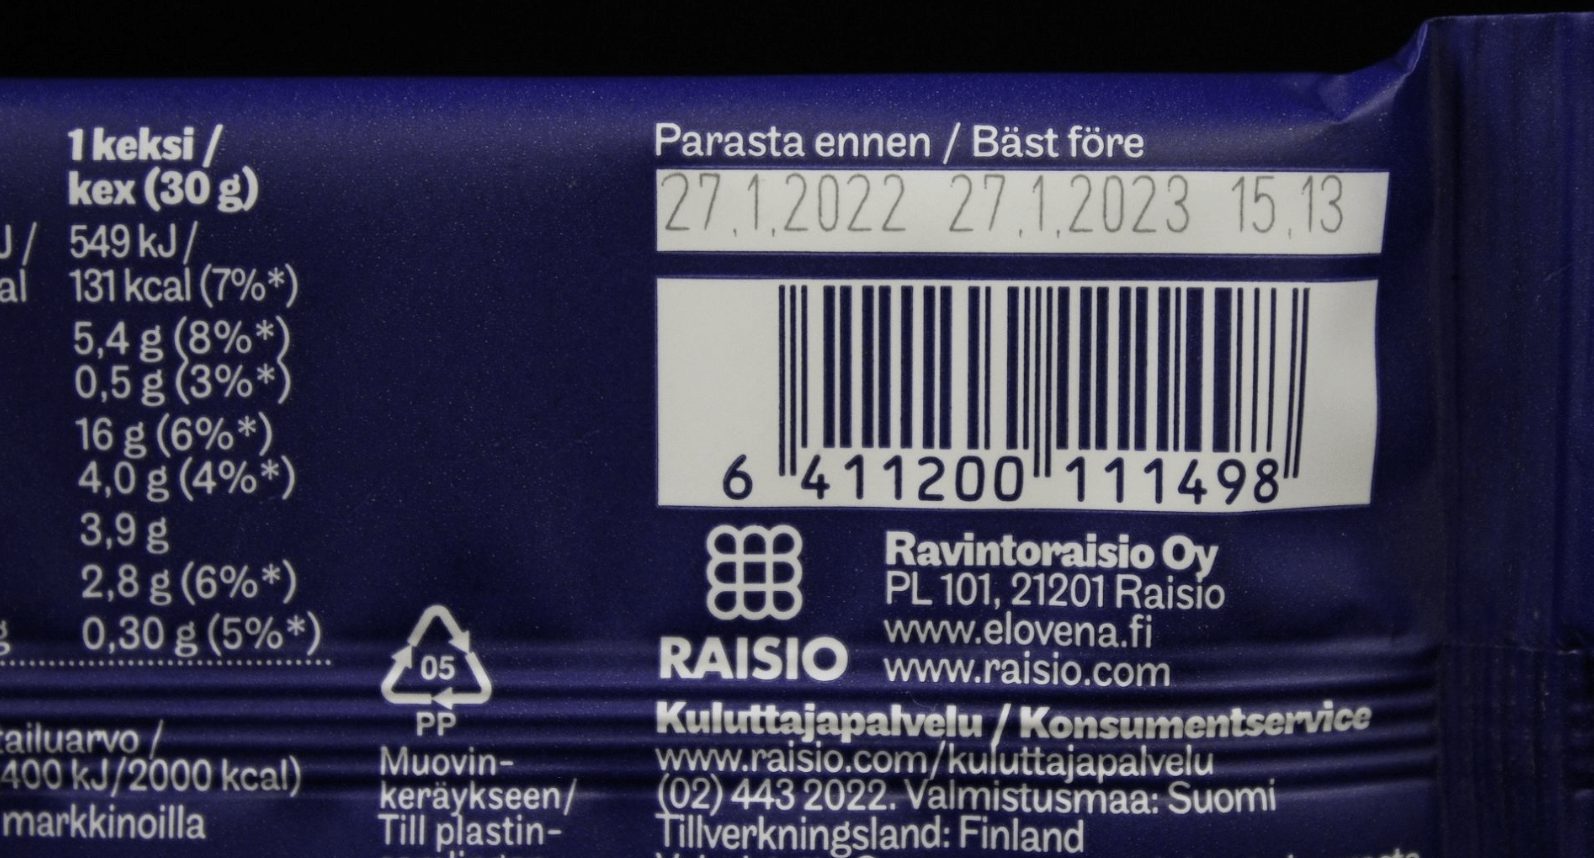 1 keksi /
kex (30 g)
J / 549 kJ /
al 131 kcal (7%*)
5,4 g (8%*)
0,5 g (3%*)
16 g (6%*)
4,0 g (4%*)
3,9 g
2,8 g (6%*)
g 0,30 g (5%*)
tailuarvo /
400 kJ/2000 kcal)
markkinoilla
05
PP
Muovin-
keräykseen/
Till plastin-
Parasta ennen / Bäst före
27.1.2022 27.1.2023 15.13
6 411200 111498
RAISIO
Ravintoraisio Oy
PL 101, 21201 Raisio
www.elovena.fi
www.raisio.com
Kuluttajapalvelu / Konsumentservice
www.raisio.com/kuluttajapalvelu
(02) 443 2022. Valmistusmaa: Suomi
Tillverkningsland: Finland